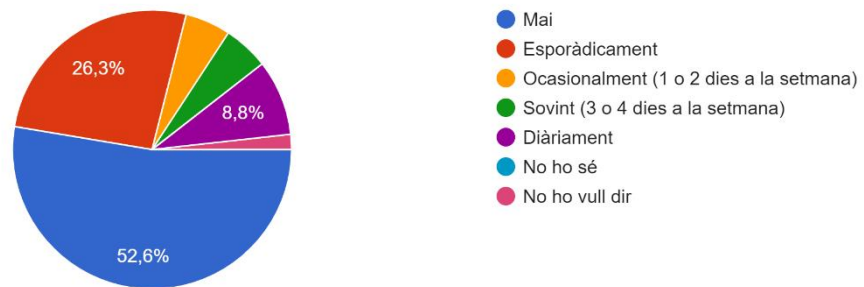 26,3%
8,8%
52,6%
Mai
Esporàdicament
Ocasionalment (1 o 2 dies a la setmana)
Sovint (3 o 4 dies a la setmana)
Diàriament
No ho sé
No ho vull dir